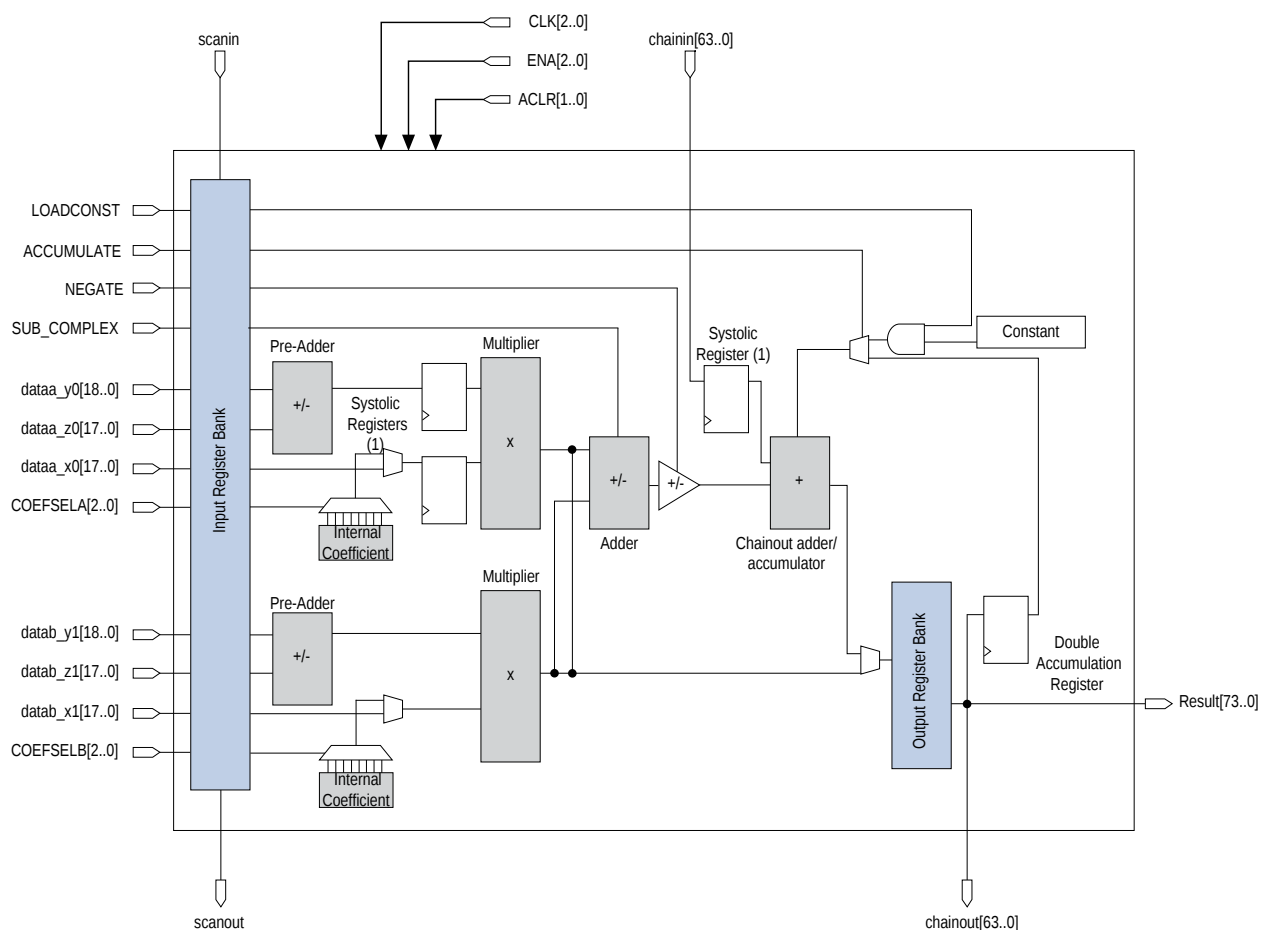 CLK[2..0]
scanin
chainin[63..0]
ENA[2..0]
ACLR[1..0]
LOADCONST
ACCUMULATE
NEGATE
SUB_COMPLEX
dataa_y0[18..0]
dataa_z0[17..0]
dataa_x0[17..0]
COEFSELA[2..0]
datab_y1[18..0]
datab_z1[17..0]
datab_x1[17..0]
COEFSELB[2..0]
Input Register Bank
Pre-Adder
+/-
Systolic
Registers
(1)
Internal
Coefficient
Multiplier
x
Pre-Adder
+/-
Internal
Coefficient
Multiplier
x
+/-
Adder
+/-
Systolic
Register (1)
+
Chainout adder/
accumulator
Constant
Output Register Bank
Double
Accumulation
Register
Result[73..0]
scanout
chainout[63..0]